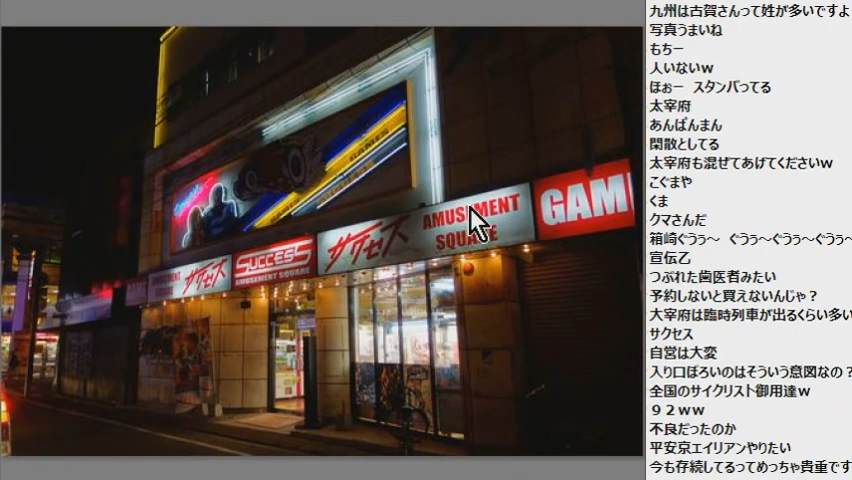 GAMES
AMUSEMENT
サクセス
SUCCESS
AMUSEMENT SQUARE
サクセス
AMUSEMENT
SQUARE
GAM
九州は古賀さんって姓が多いですよ
写真うまいね
もちー
人いないw
ほぉー スタンバってる
太宰府
あんぱんまん
閑散としてる
太宰府も混ぜてあげてくださいw
こぐまや
くま
クマさんだ
箱崎ぐうぅ～ ぐうぅ～ぐうぅ～ぐうぅ～
宣伝乙
つぶれた歯医者みたい
予約しないと買えないんじゃ？
大宰府は臨時列車が出るくらい多い
サクセス
自営は大変
入り口ぼろいのはそういう意図なの？
全国のサイクリスト御用達w
９２ww
不良だったのか
平安京エイリアンやりたい
今も存続してるってめっちゃ貴重です